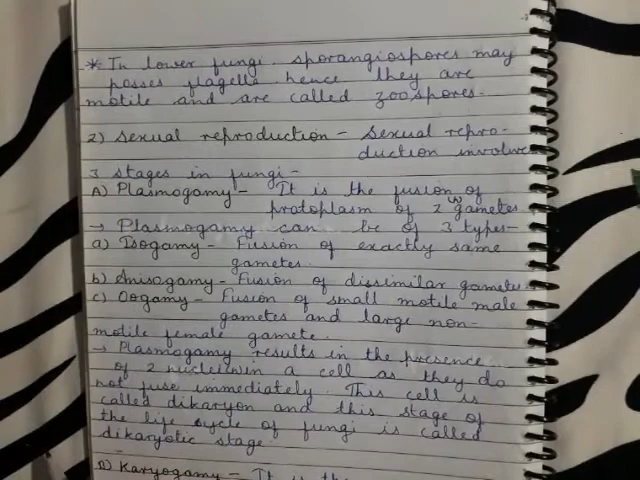 * In lower fungi sporangiospores may
posses flagella hence they are
motile and are called zoospores.
2) Sexual reproduction - Sexual repro-
duction involve
3 stages in fungi -
A) Plasmogamy - It is the fusion of
protoplasm of 2 gametes.
→ Plasmogamy can be of 3 types -
a) Isogamy - Fusion of exactly same
gametes.
b) Anisogamy - Fusion of dissimilar gamete
c) Oogamy - Fusion of small motile male
gametes and large non-
motile female gamete.
→ Plasmogamy results in the presence
of 2 nuclei in a cell as they do
not fuse immediately. This cell is
called dikaryon and this stage of
the life cycle of fungi is called
dikaryotic stage.
B) Karyogamy - It is the